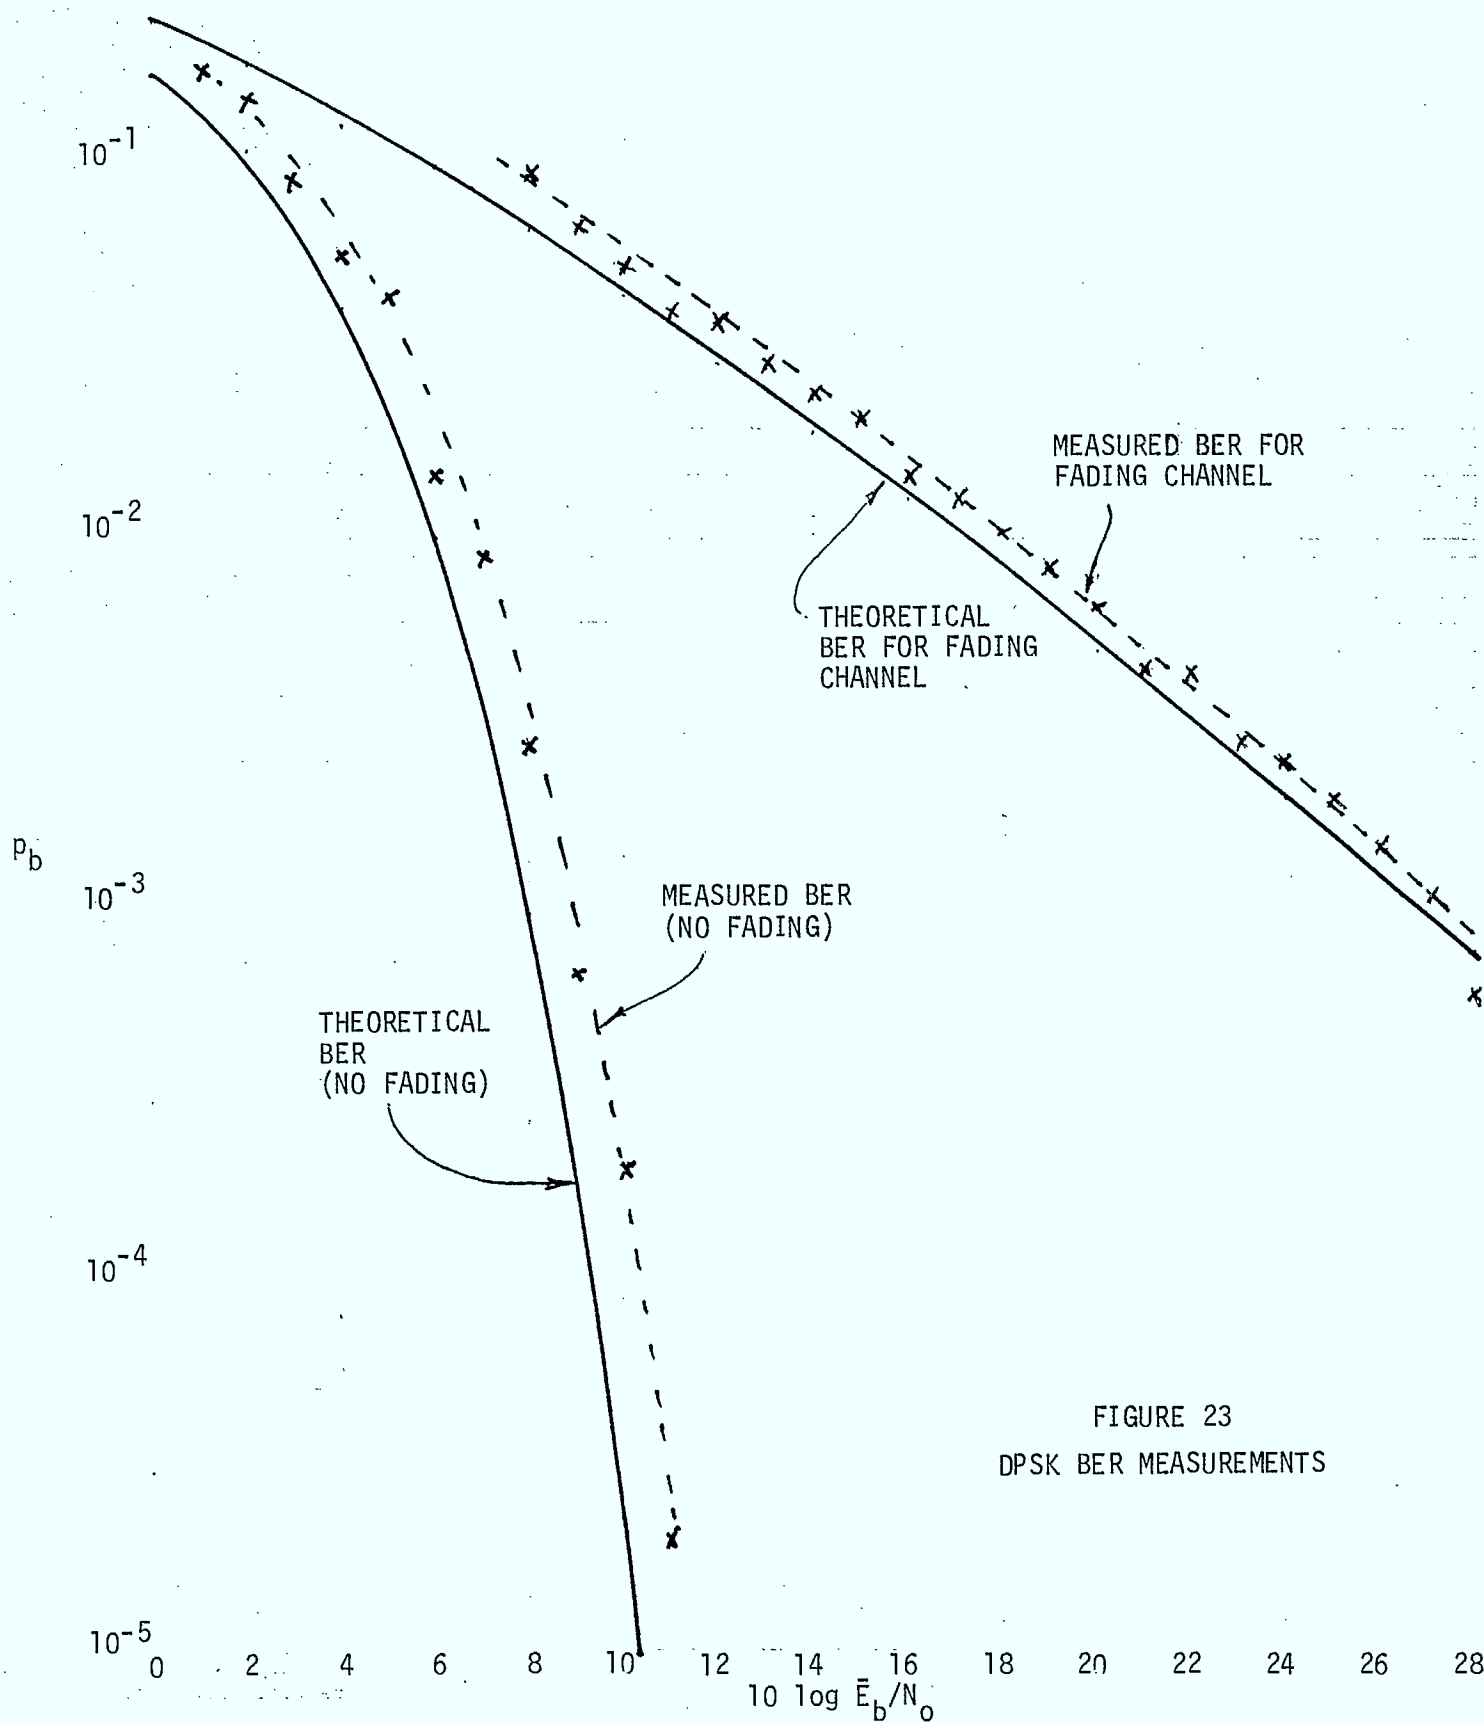 10^-1
10^-2
10^-3
10^-4
10^-5
p_b
MEASURED BER FOR
FADING CHANNEL
THEORETICAL
BER FOR FADING
CHANNEL
MEASURED BER
(NO FADING)
THEORETICAL
BER
(NO FADING)
FIGURE 23
DPSK BER MEASUREMENTS
0 2 4 6 8 10 12 14 16 18 20 22 24 26 28
10 log Ē_b/N_o